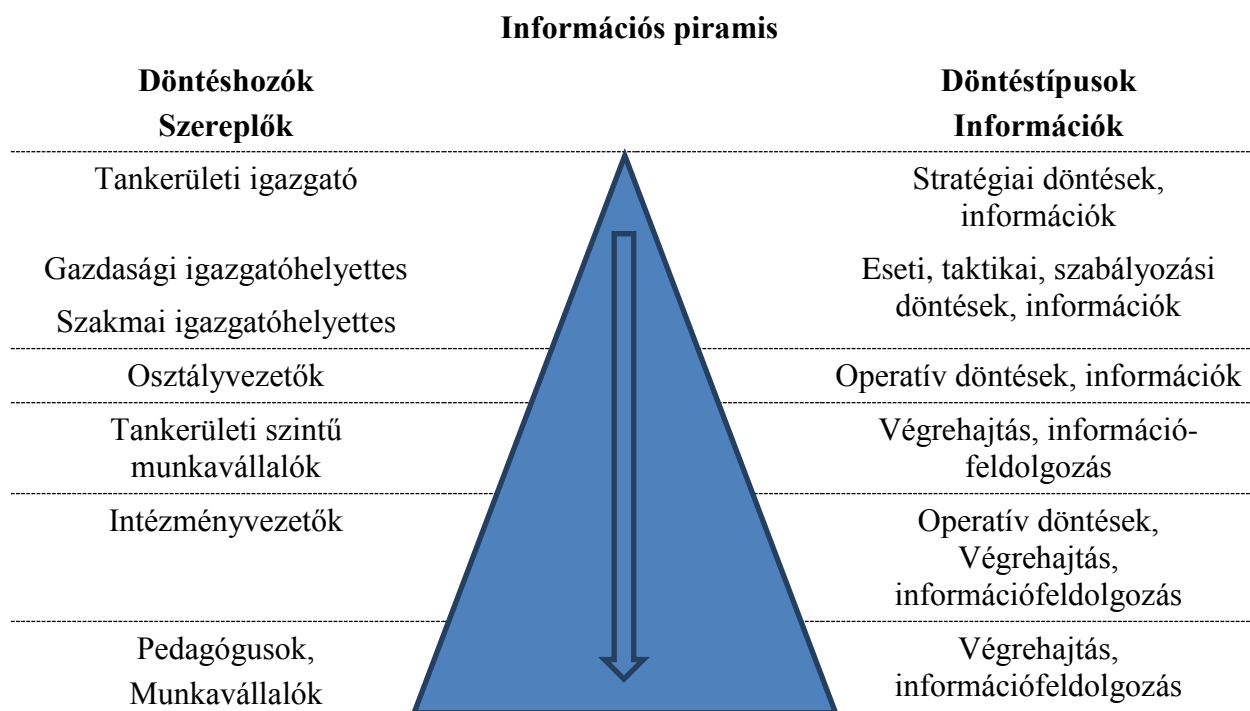 Információs piramis
Döntéshozók
Szereplők
Döntéstípusok
Információk
Tankerületi igazgató
Stratégiai döntések,
információk
Gazdasági igazgatóhelyettes
Szakmai igazgatóhelyettes
Eseti, taktikai, szabályozási
döntések, információk
Osztályvezetők
Operatív döntések, információk
Tankerületi szintű
munkavállalók
Végrehajtás, információ-
feldolgozás
Intézményvezetők
Operatív döntések,
Végrehajtás,
információfeldolgozás
Pedagógusok,
Munkavállalók
Végrehajtás,
információfeldolgozás